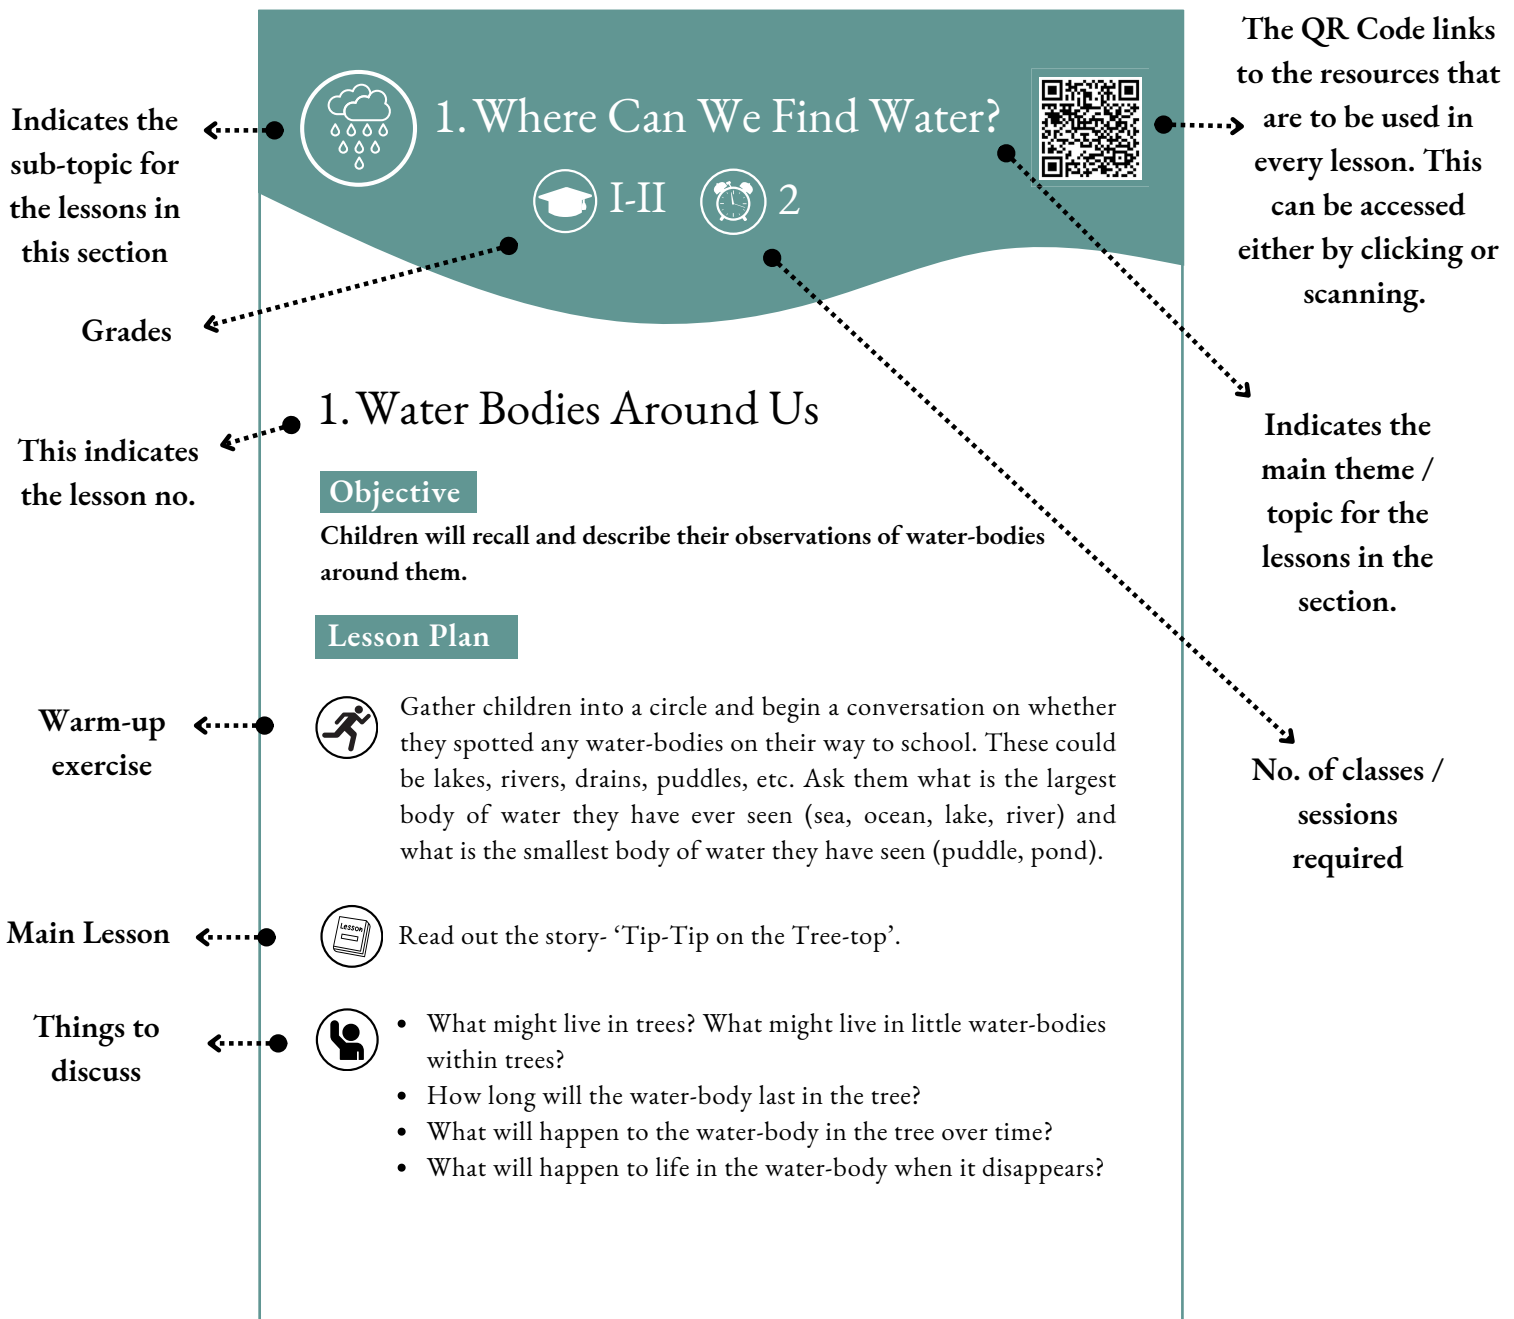 The QR Code links
to the resources that
are to be used in
every lesson. This
can be accessed
either by clicking or
scanning.
Indicates the
sub-topic for
the lessons in
this section
1. Where Can We Find Water?
I-II
2
Grades
1. Water Bodies Around Us
This indicates
the lesson no.
Indicates the
main theme /
topic for the
lessons in the
section.
Objective
Children will recall and describe their observations of water-bodies
around them.
Lesson Plan
Warm-up
exercise
Gather children into a circle and begin a conversation on whether
they spotted any water-bodies on their way to school. These could
be lakes, rivers, drains, puddles, etc. Ask them what is the largest
body of water they have ever seen (sea, ocean, lake, river) and
what is the smallest body of water they have seen (puddle, pond).
No. of classes /
sessions
required
Main Lesson
LESSON
Read out the story- ‘Tip-Tip on the Tree-top’.
Things to
discuss
• What might live in trees? What might live in little water-bodies
within trees?
• How long will the water-body last in the tree?
• What will happen to the water-body in the tree over time?
• What will happen to life in the water-body when it disappears?